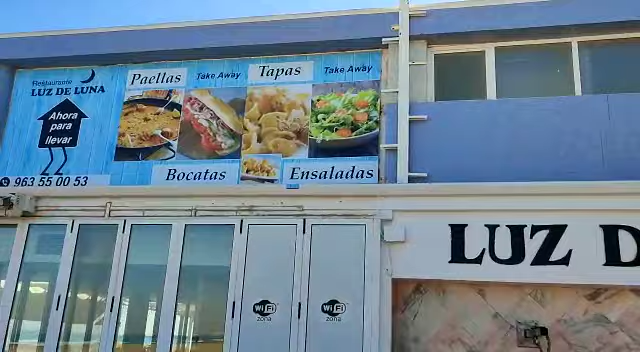 Restaurante
LUZ DE LUNA
Ahora
para
llevar
963 55 00 53
Paellas
Take Away
Tapas
Take Away
Bocatas
Ensaladas
LUZ D
WiFi
zona
WiFi
zona